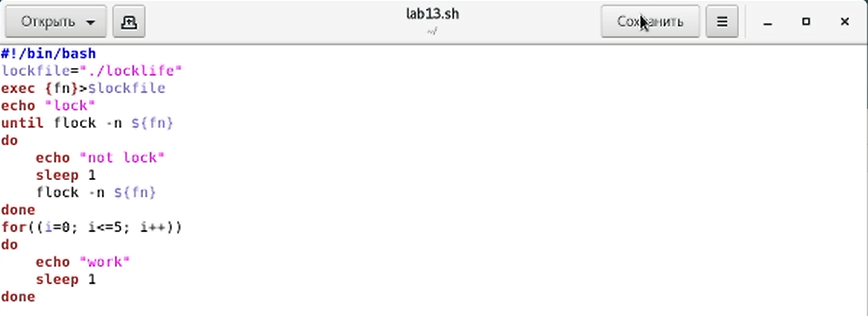 Открыть
lab13.sh
~/
Сохранить
#!/bin/bash
lockfile="./locklife"
exec {fn}>$lockfile
echo "lock"
until flock -n ${fn}
do
    echo "not lock"
    sleep 1
    flock -n ${fn}
done
for((i=0; i<=5; i++))
do
    echo "work"
    sleep 1
done